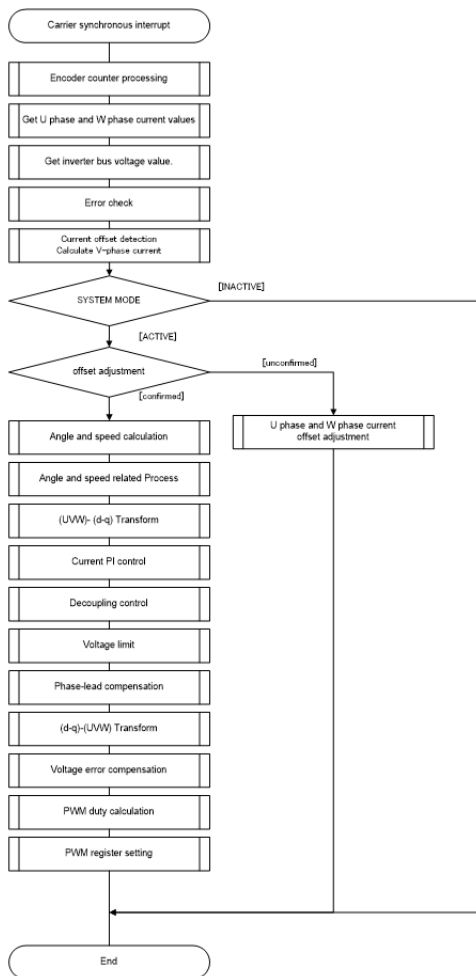 Carrier synchronous interrupt
Encoder counter processing
Get U phase and W phase current values
Get inverter bus voltage value.
Error check
Current offset detection
Calculate V-phase current
[INACTIVE]
SYSTEM MODE
[ACTIVE]
[unconfirmed]
offset adjustment
[confirmed]
U phase and W phase current
offset adjustment
Angle and speed calculation
Angle and speed related Process
(UVW)- (d-q) Transform
Current PI control
Decoupling control
Voltage limit
Phase-lead compensation
(d-q)-(UVW) Transform
Voltage error compensation
PWM duty calculation
PWM register setting
End